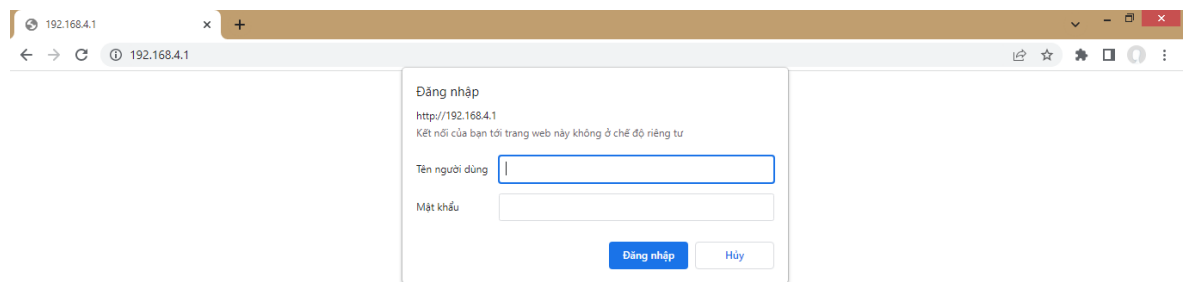 192.168.4.1
192.168.4.1
Đăng nhập
http://192.168.4.1
Kết nối của bạn tới trang web này không ở chế độ riêng tư
Tên người dùng
Mật khẩu
Đăng nhập Hủy